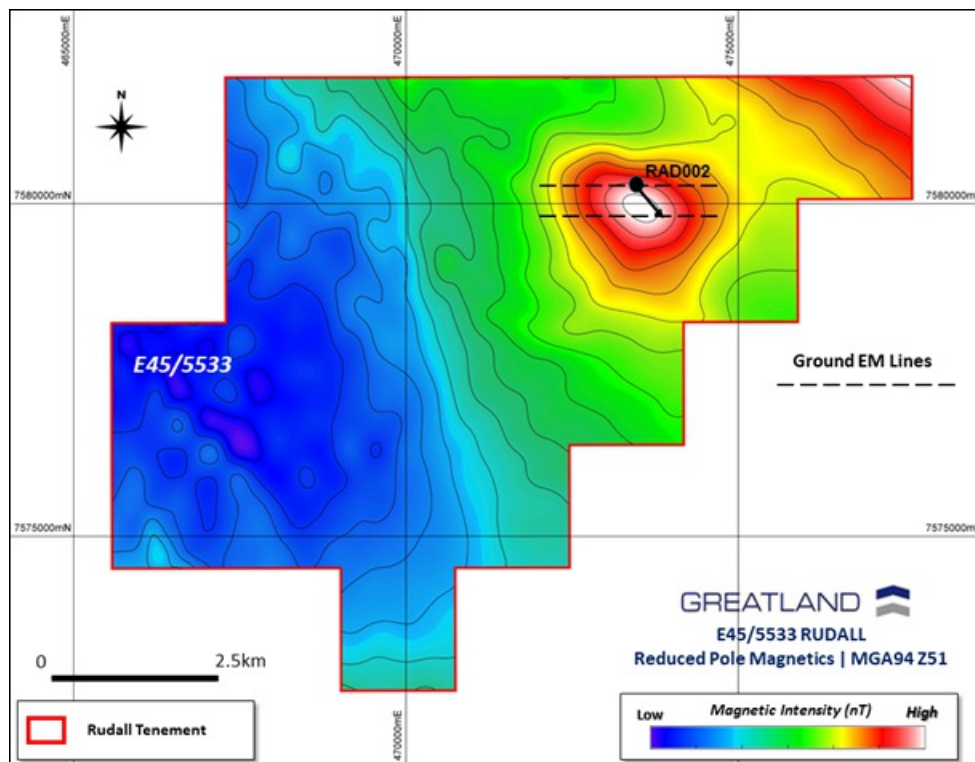 465000mE
470000mE
475000mE
N
RAD002
7580000mN
7580000mN
E45/5533
Ground EM Lines
7575000mN
7575000mN
GREATLAND
E45/5533 RUDALL
Reduced Pole Magnetics | MGA94 Z51
0 2.5km
470000mE
Rudall Tenement
Low Magnetic Intensity (nT) High